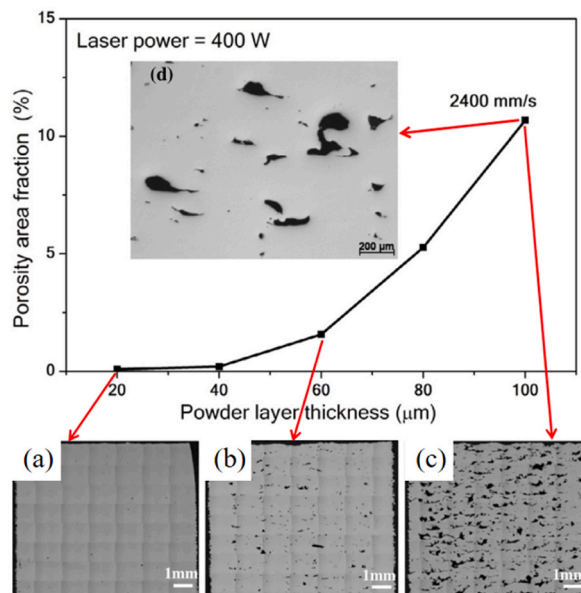 15
Laser power = 400 W
(d)
2400 mm/s
10
Porosity area fraction (%)
5
200 µm
0
20 40 60 80 100
Powder layer thickness (µm)
(a) (b) (c)
1mm 1mm 1mm